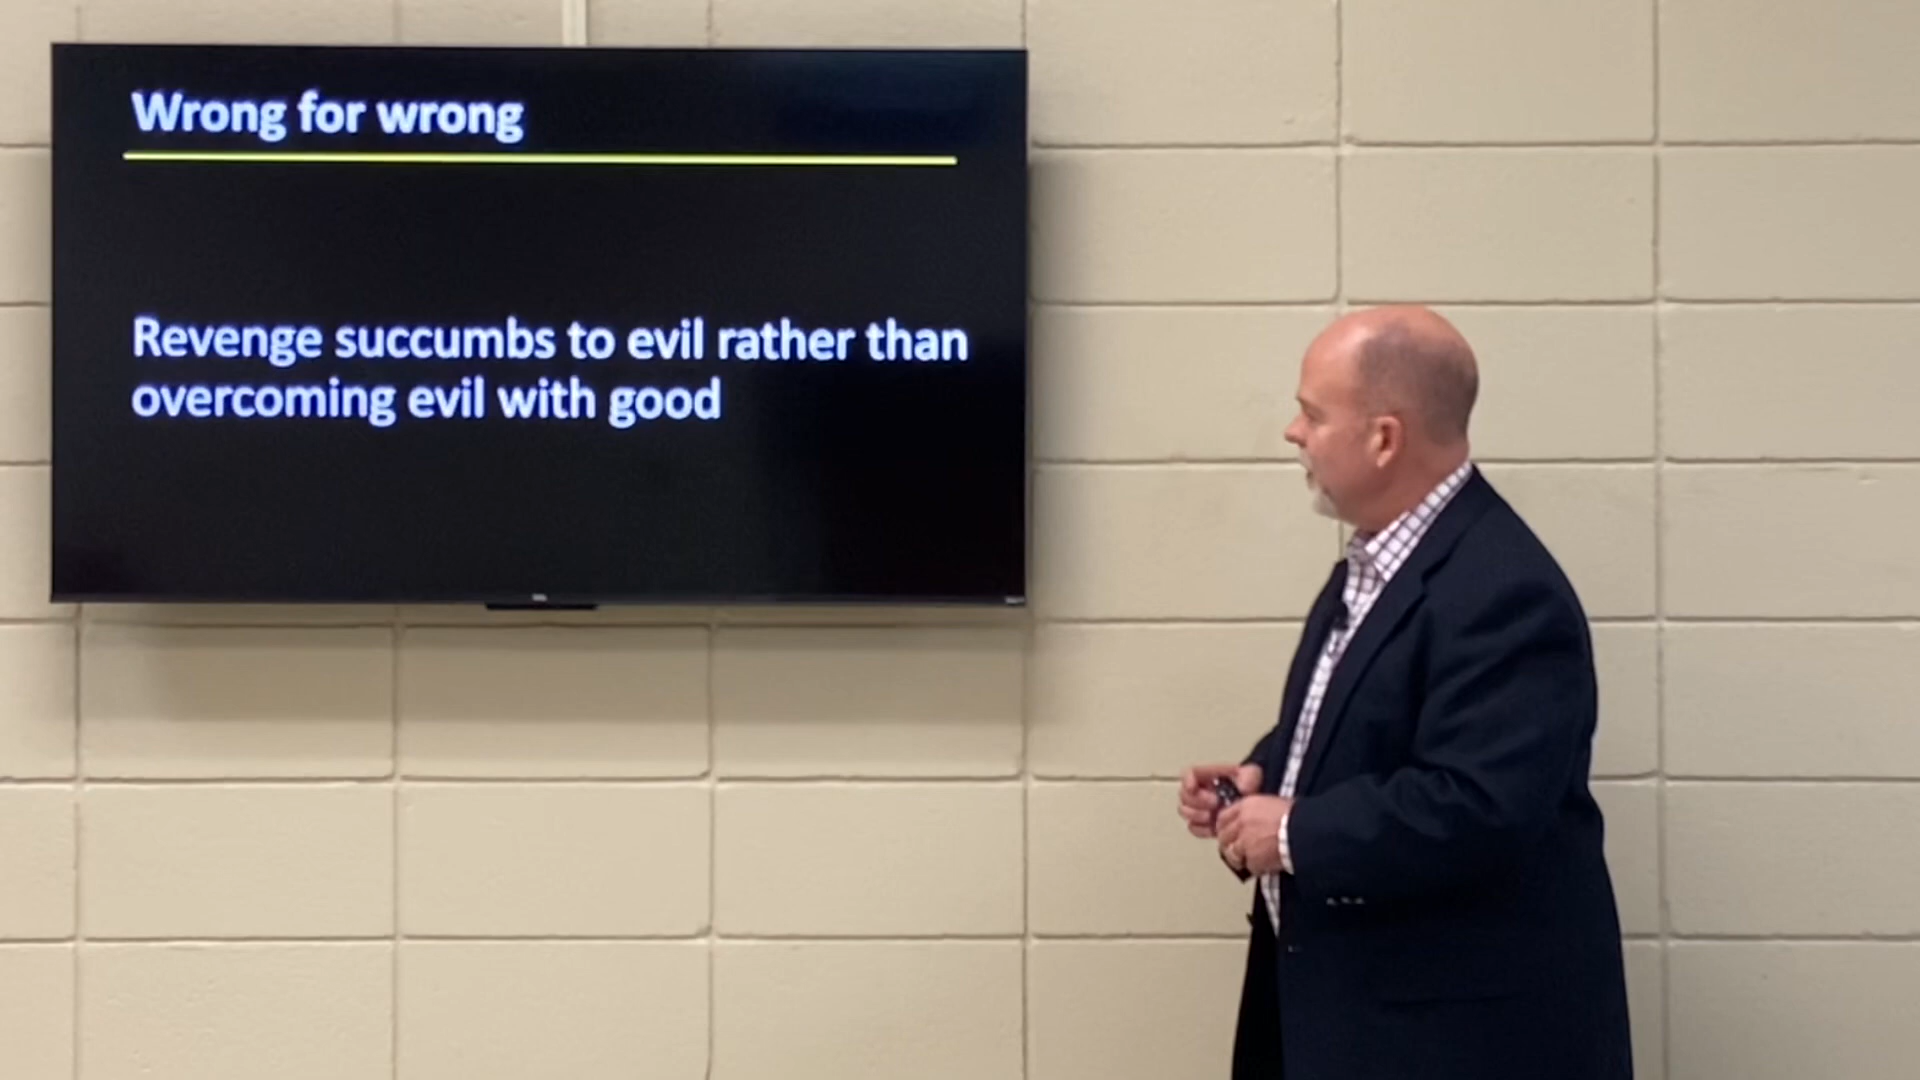 Wrong for wrong
Revenge succumbs to evil rather than
overcoming evil with good